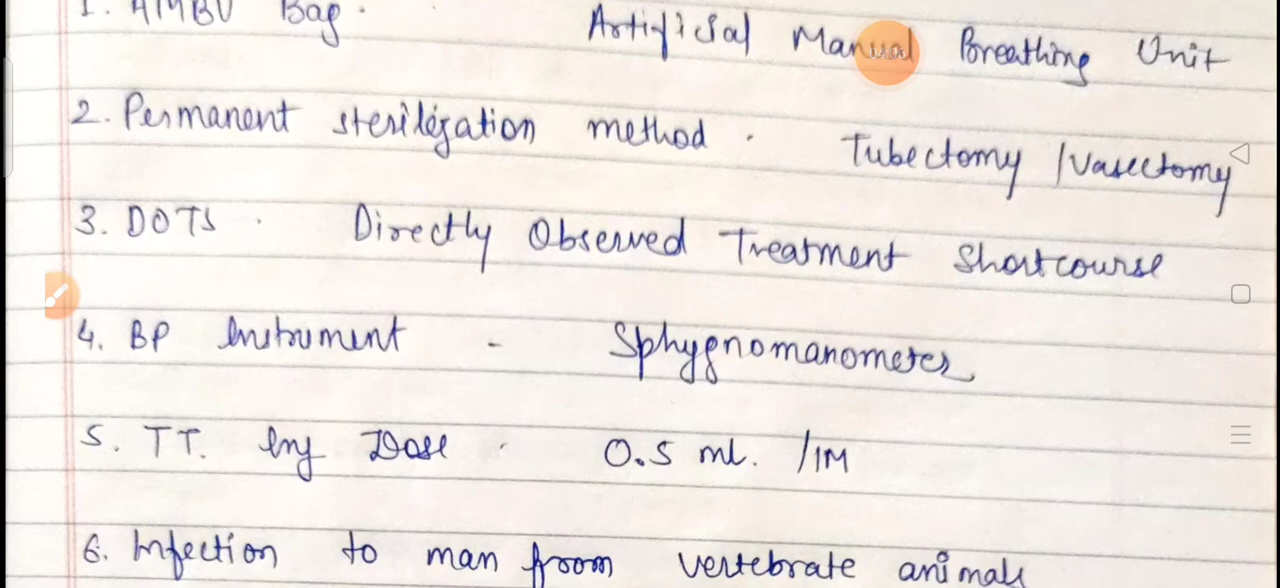 1. AMBU Bag. Artificial Manual Breathing Unit
2. Permanent sterilization method. Tubectomy /Vasectomy
3. DOTS. Directly Observed Treatment Shortcourse
4. BP Instrument - Sphygnomanometer
5. TT. Inj Dose. 0.5 ml. /IM
6. Infection to man from vertebrate animals